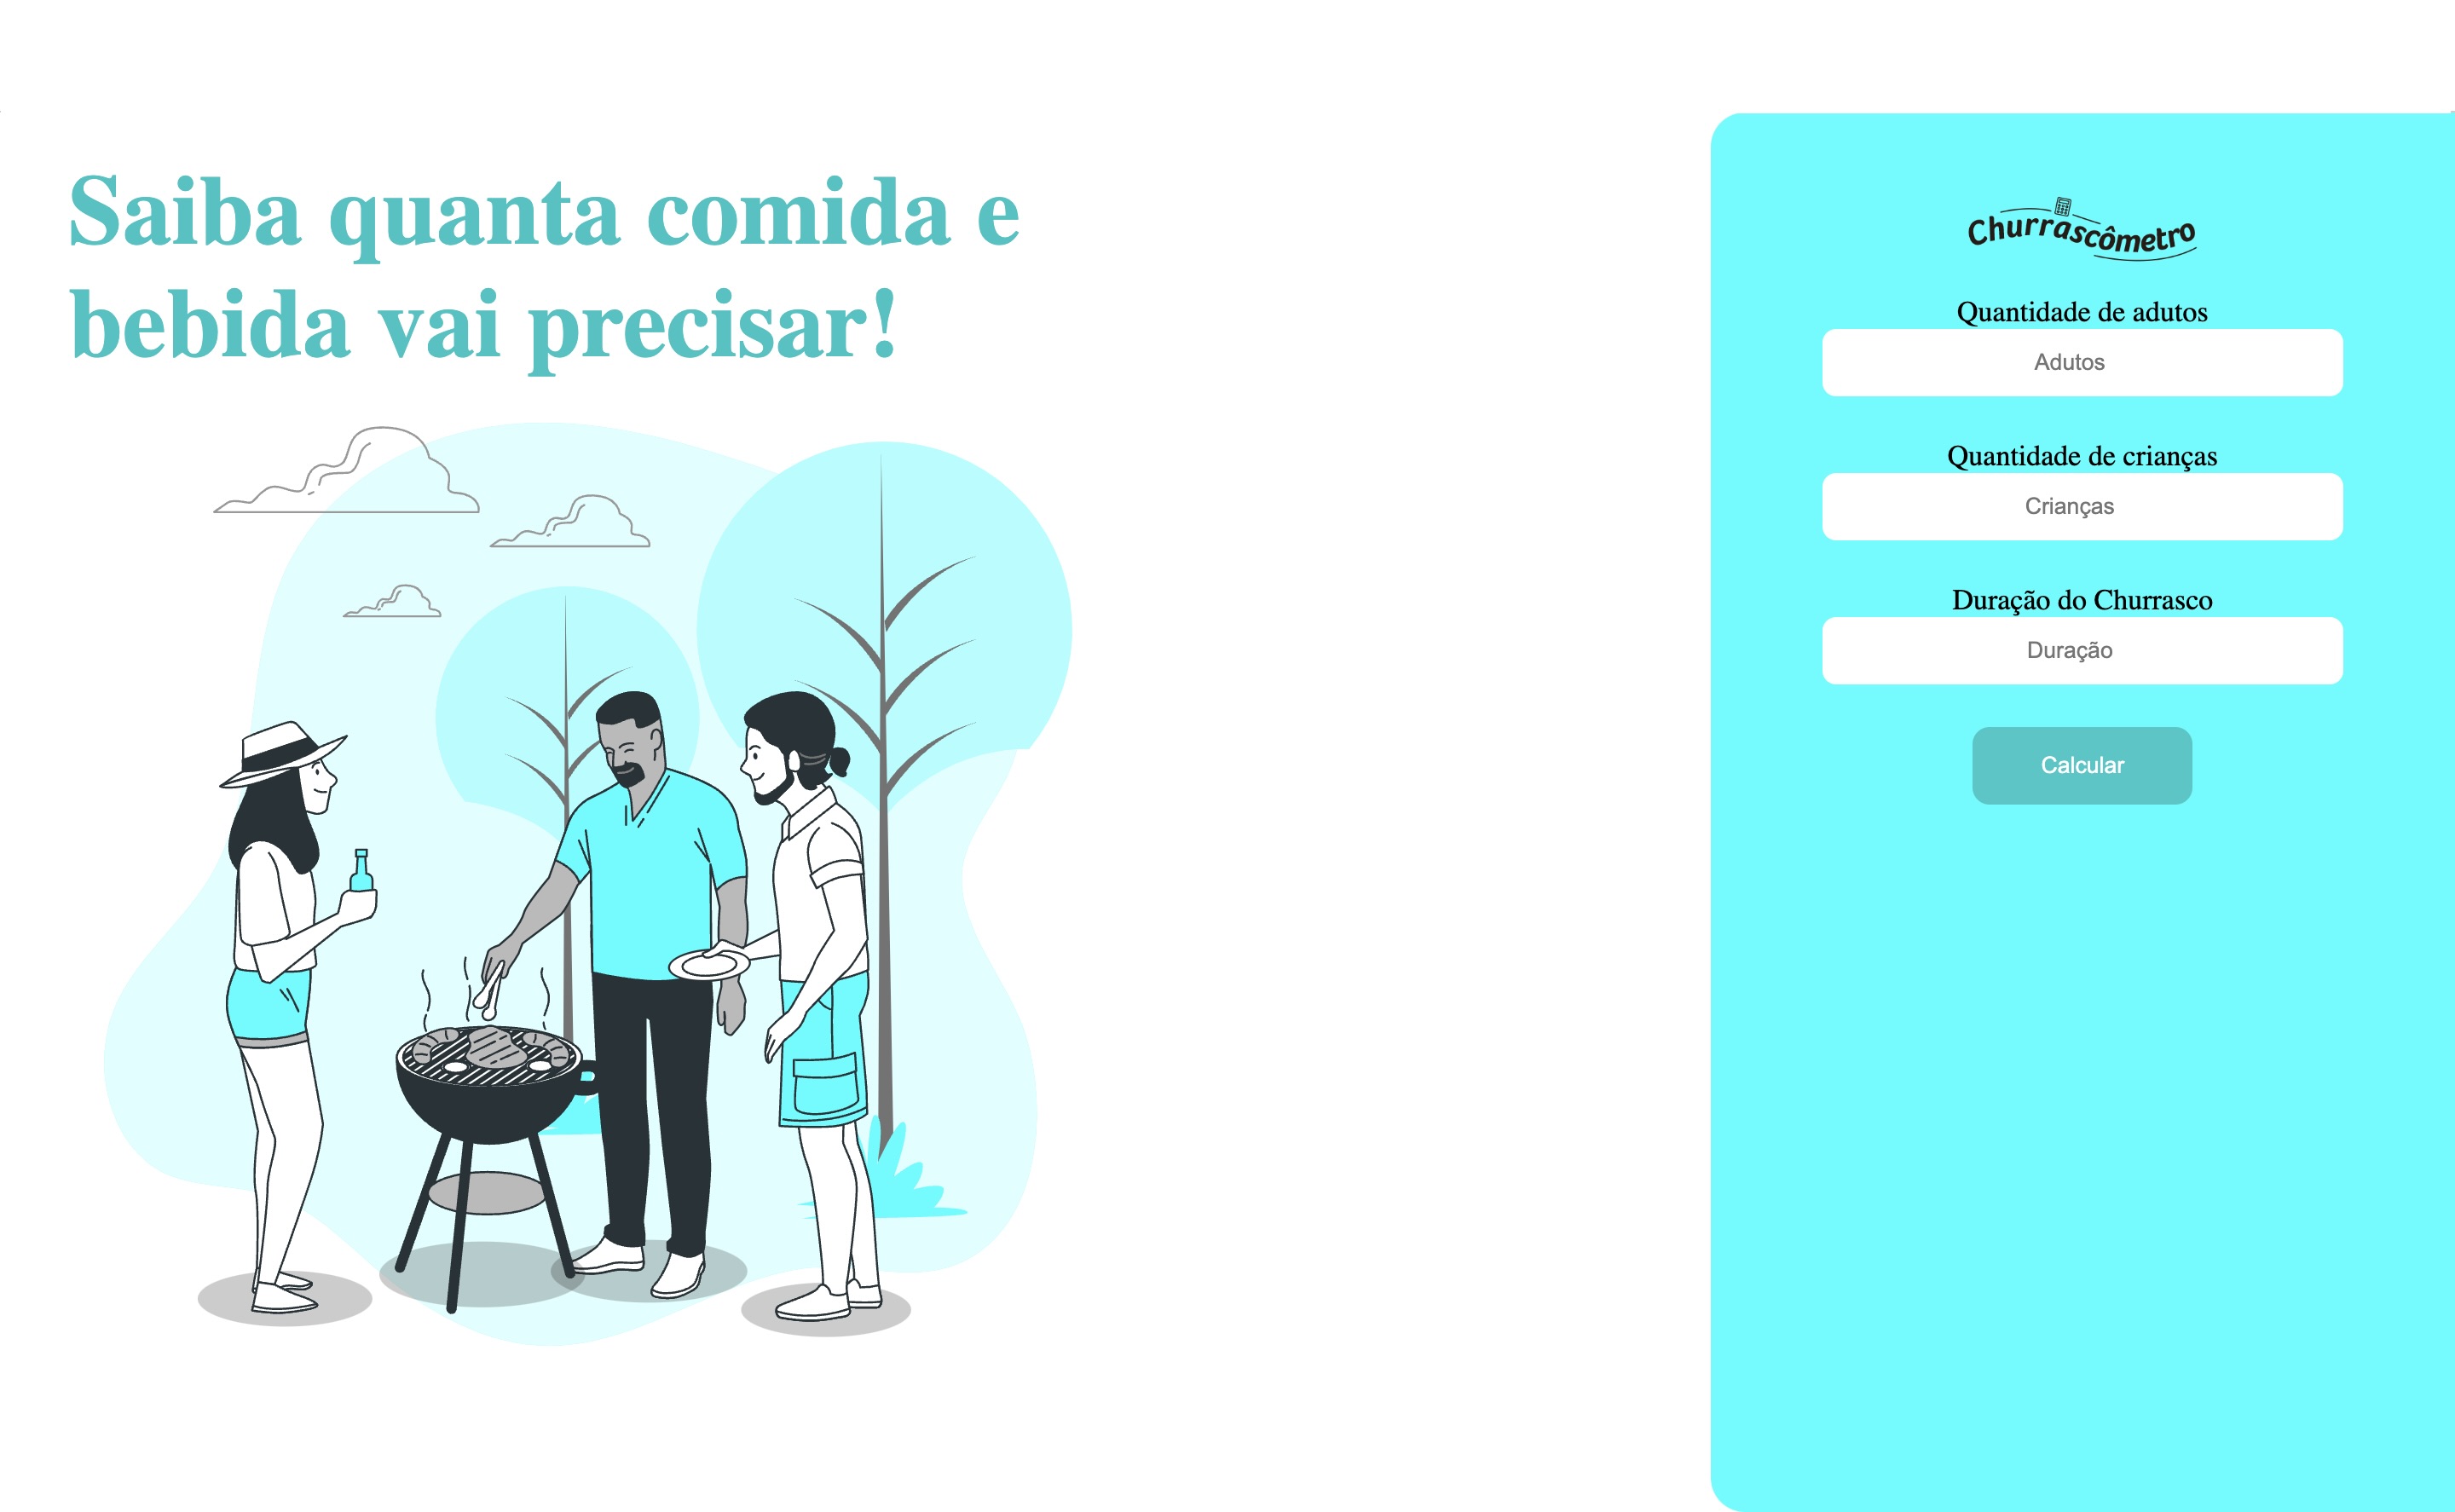 Saiba quanta comida e
bebida vai precisar!
Churrascômetro
Quantidade de adutos
Adutos
Quantidade de crianças
Crianças
Duração do Churrasco
Duração
Calcular